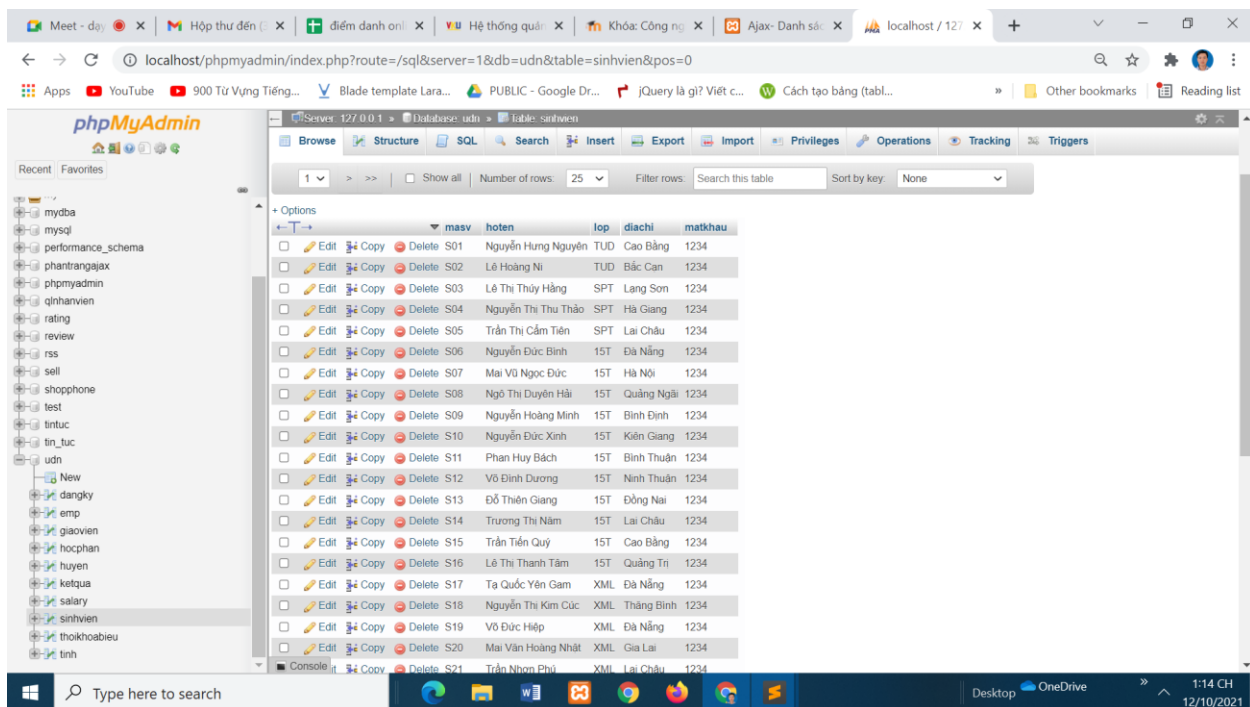 Meet - dạy Hộp thư đến ( điểm danh onl VKU Hệ thống quản Khóa: Công ng Ajax- Danh sác localhost / 127
localhost/phpmyadmin/index.php?route=/sql&server=1&db=udn&table=sinhvien&pos=0
Apps YouTube 900 Từ Vựng Tiếng... Blade template Lara... PUBLIC - Google Dr... jQuery là gì? Viết c... Cách tạo bảng (tabl... » Other bookmarks Reading list
phpMyAdmin
Recent Favorites
mydba
mysql
performance_schema
phantrangajax
phpmyadmin
qlnhanvien
rating
review
rss
sell
shopphone
test
tintuc
tin_tuc
udn
New
dangky
emp
giaovien
hocphan
huyen
ketqua
salary
sinhvien
thoikhoabieu
tinh
Server: 127.0.0.1 » Database: udn » Table: sinhvien
Browse Structure SQL Search Insert Export Import Privileges Operations Tracking Triggers
1 > >> Show all Number of rows: 25 Filter rows: Search this table Sort by key: None
+ Options
←T→ masv hoten lop diachi matkhau
Edit Copy Delete S01 Nguyễn Hưng Nguyên TUD Cao Bằng 1234
Edit Copy Delete S02 Lê Hoàng Ni TUD Bắc Cạn 1234
Edit Copy Delete S03 Lê Thị Thúy Hằng SPT Lạng Sơn 1234
Edit Copy Delete S04 Nguyễn Thị Thu Thảo SPT Hà Giang 1234
Edit Copy Delete S05 Trần Thị Cẩm Tiên SPT Lai Châu 1234
Edit Copy Delete S06 Nguyễn Đức Bình 15T Đà Nẵng 1234
Edit Copy Delete S07 Mai Vũ Ngọc Đức 15T Hà Nội 1234
Edit Copy Delete S08 Ngô Thị Duyên Hải 15T Quảng Ngãi 1234
Edit Copy Delete S09 Nguyễn Hoàng Minh 15T Bình Định 1234
Edit Copy Delete S10 Nguyễn Đức Xinh 15T Kiên Giang 1234
Edit Copy Delete S11 Phan Huy Bách 15T Bình Thuận 1234
Edit Copy Delete S12 Võ Đình Dương 15T Ninh Thuận 1234
Edit Copy Delete S13 Đỗ Thiên Giang 15T Đồng Nai 1234
Edit Copy Delete S14 Trương Thị Năm 15T Lai Châu 1234
Edit Copy Delete S15 Trần Tiến Quý 15T Cao Bằng 1234
Edit Copy Delete S16 Lê Thị Thanh Tâm 15T Quảng Trị 1234
Edit Copy Delete S17 Tạ Quốc Yên Gam XML Đà Nẵng 1234
Edit Copy Delete S18 Nguyễn Thị Kim Cúc XML Thăng Bình 1234
Edit Copy Delete S19 Võ Đức Hiệp XML Đà Nẵng 1234
Edit Copy Delete S20 Mai Văn Hoàng Nhật XML Gia Lai 1234
Console Copy Delete S21 Trần Nhơn Phú XML Lai Châu 1234
Type here to search Desktop OneDrive » 1:14 CH
12/10/2021